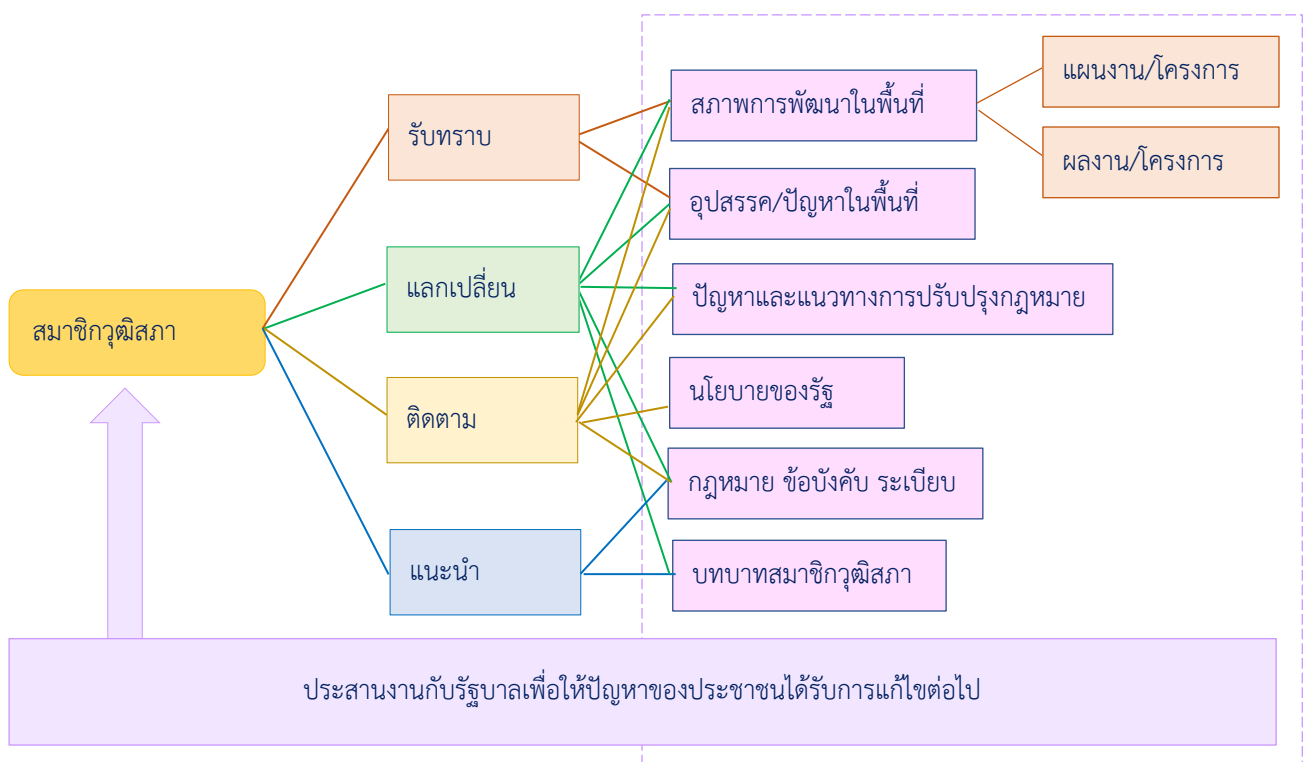 สมาชิกวุฒิสภา
รับทราบ
แลกเปลี่ยน
ติดตาม
แนะนำ
สภาพการพัฒนาในพื้นที่
อุปสรรค/ปัญหาในพื้นที่
ปัญหาและแนวทางการปรับปรุงกฎหมาย
นโยบายของรัฐ
กฎหมาย ข้อบังคับ ระเบียบ
บทบาทสมาชิกวุฒิสภา
แผนงาน/โครงการ
ผลงาน/โครงการ
ประสานงานกับรัฐบาลเพื่อให้ปัญหาของประชาชนได้รับการแก้ไขต่อไป